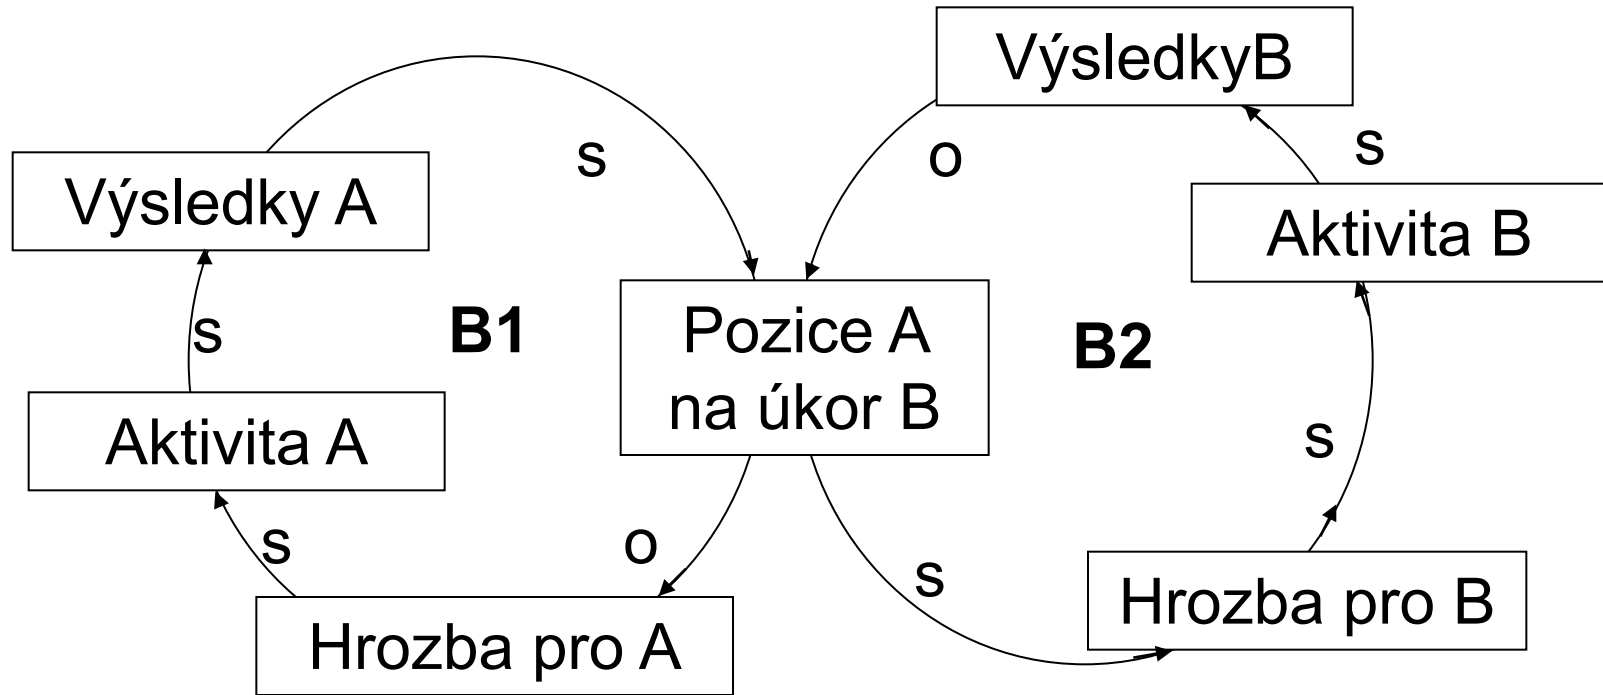 VýsledkyB
s
o
s
Výsledky A
Aktivita B
B1
s
Pozice A
na úkor B
B2
Aktivita A
s
s
o
s
Hrozba pro B
Hrozba pro A